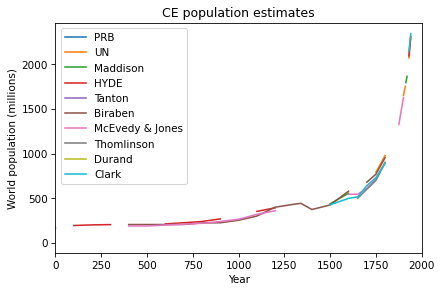 CE population estimates
PRB
UN
Maddison
HYDE
Tanton
Biraben
McEvedy & Jones
Thomlinson
Durand
Clark
World population (millions)
2000
1500
1000
500
0
0 250 500 750 1000 1250 1500 1750 2000
Year